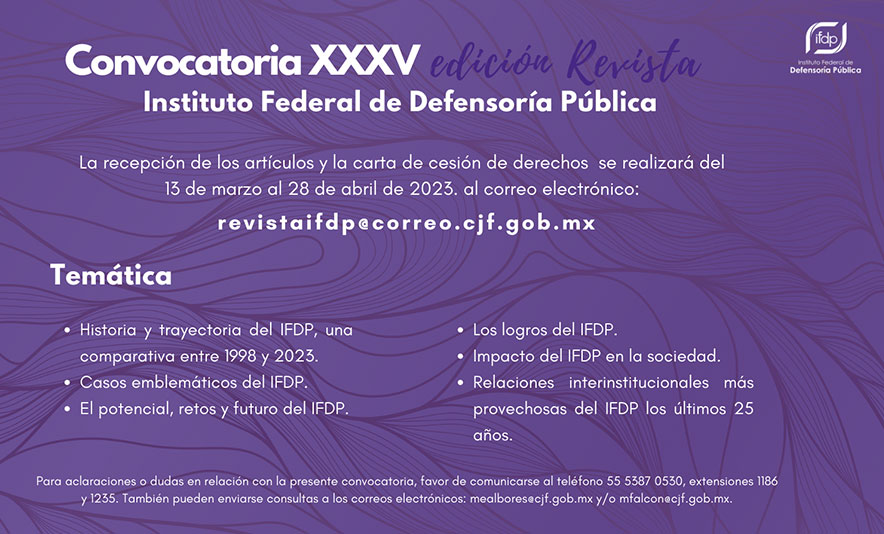 Convocatoria XXXV edición Revista
Instituto Federal de Defensoría Pública
ifdp
Instituto Federal de
Defensoría Pública
La recepción de los artículos y la carta de cesión de derechos se realizará del
13 de marzo al 28 de abril de 2023. al correo electrónico:
revistaifdp@correo.cjf.gob.mx
Temática
• Historia y trayectoria del IFDP, una
comparativa entre 1998 y 2023.
• Casos emblemáticos del IFDP.
• El potencial, retos y futuro del IFDP.
• Los logros del IFDP.
• Impacto del IFDP en la sociedad.
• Relaciones interinstitucionales más
provechosas del IFDP los últimos 25
años.
Para aclaraciones o dudas en relación con la presente convocatoria, favor de comunicarse al teléfono 55 5387 0530, extensiones 1186
y 1235. También pueden enviarse consultas a los correos electrónicos: mealbores@cjf.gob.mx y/o mfalcon@cjf.gob.mx.